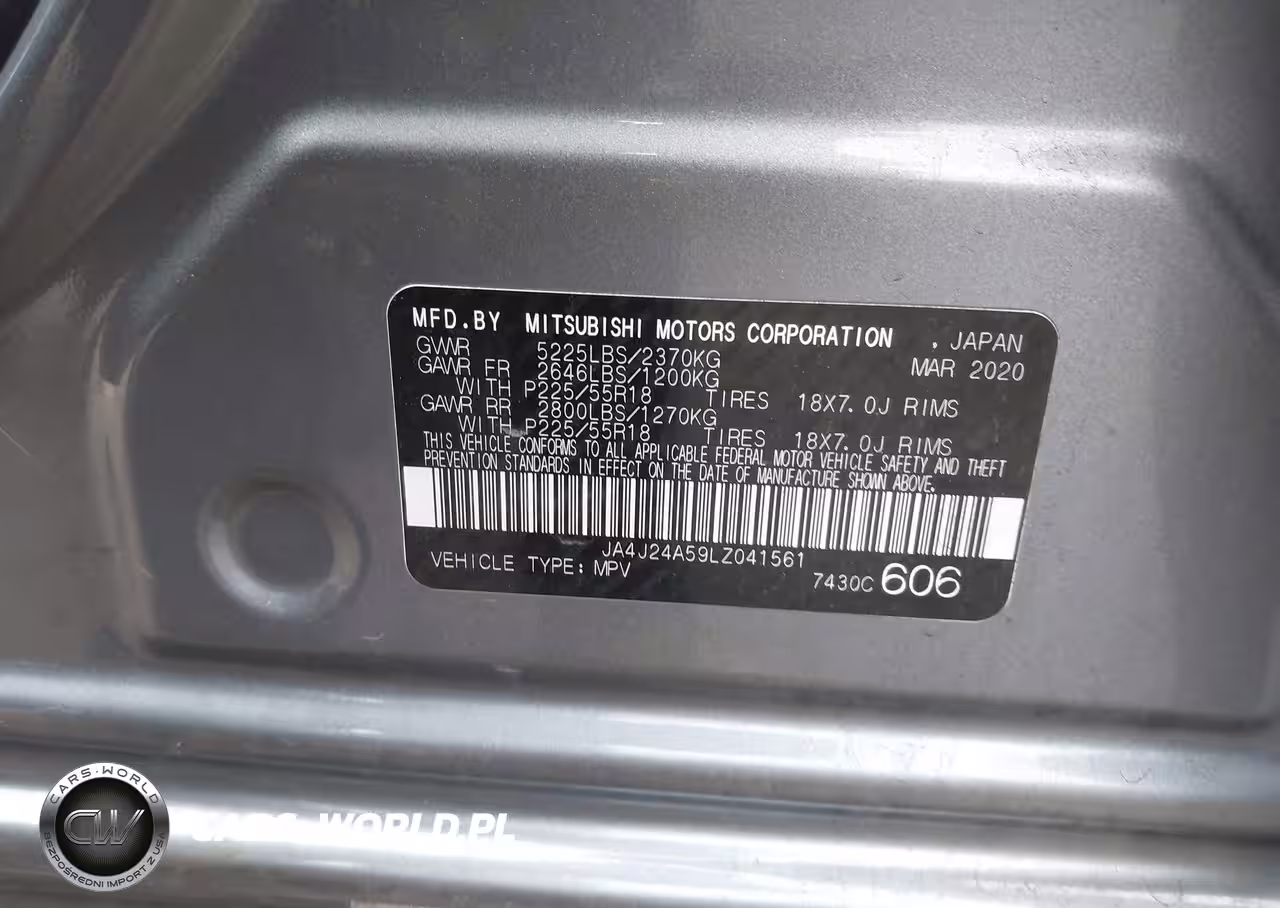 MFD.BY MITSUBISHI MOTORS CORPORATION , JAPAN
GVWR 5225LBS/2370KG MAR 2020
GAWR FR 2646LBS/1200KG
WITH P225/55R18 TIRES 18X7.0J RIMS
GAWR RR 2800LBS/1270KG
WITH P225/55R18 TIRES 18X7.0J RIMS
THIS VEHICLE CONFORMS TO ALL APPLICABLE FEDERAL MOTOR VEHICLE SAFETY AND THEFT
PREVENTION STANDARDS IN EFFECT ON THE DATE OF MANUFACTURE SHOWN ABOVE.
JA4J24A59LZ041561
VEHICLE TYPE: MPV
7430C 606
CARS-WORLD
CW
BEZPOŚREDNI IMPORT Z USA
CARS-WORLD.PL